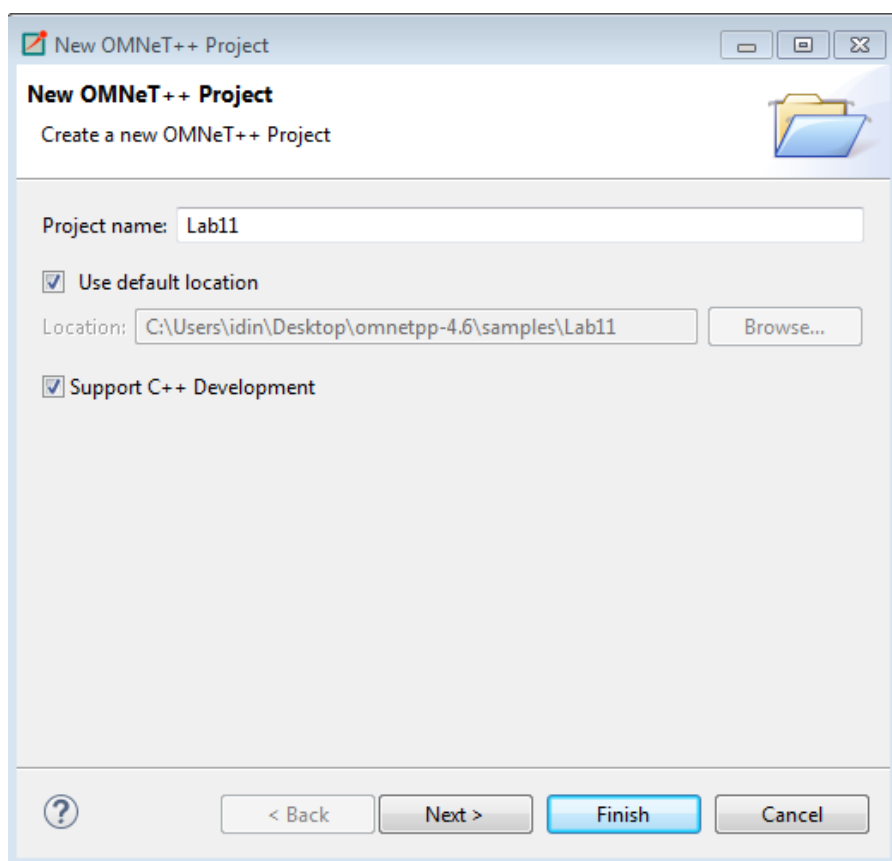 New OMNeT++ Project
New OMNeT++ Project
Create a new OMNeT++ Project
Project name: Lab11
Use default location
Location: C:\Users\idin\Desktop\omnetpp-4.6\samples\Lab11 Browse...
Support C++ Development
? < Back Next > Finish Cancel